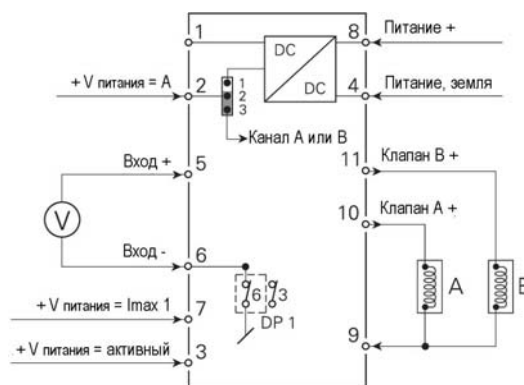 1
8
Питание +
DC
+ V питания = A
2
1
2
3
DC
4
Питание, земля
Канал A или B
11
Клапан B +
Вход +
5
10
Клапан A +
V
Вход -
6
6
3
A
B
DP 1
+ V питания = Imax 1
7
+ V питания = активный
3
9